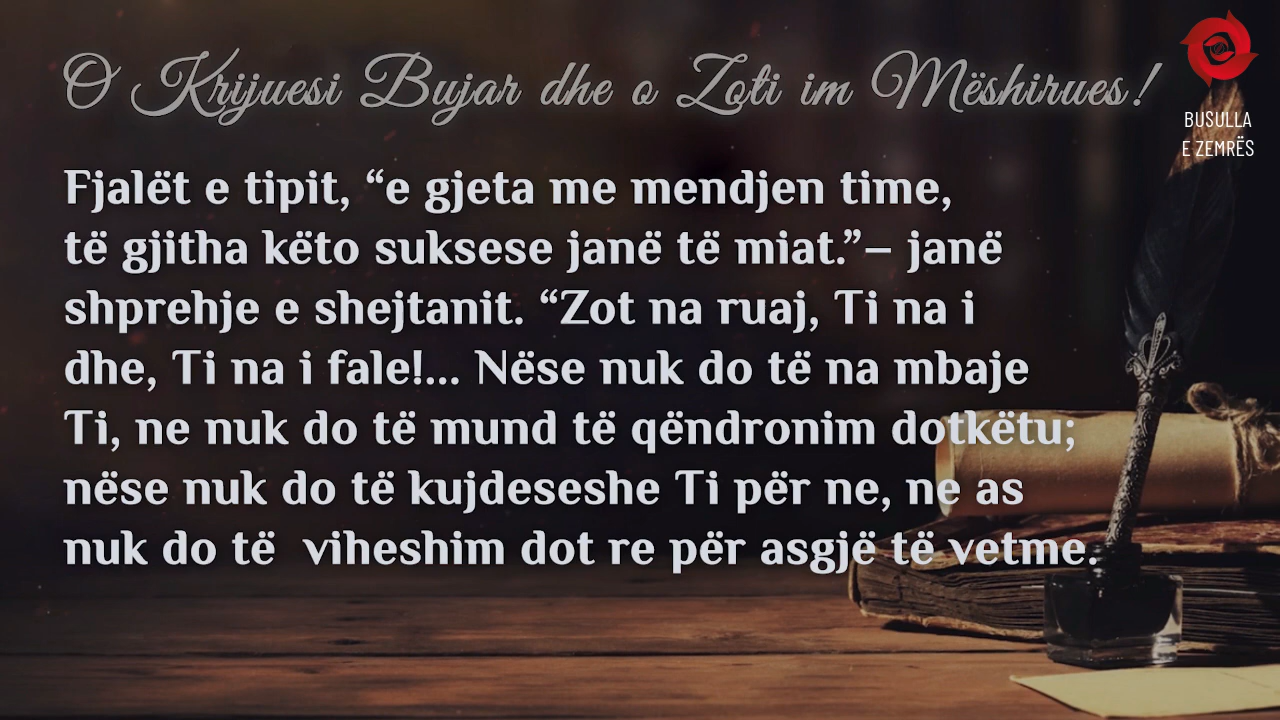 O Krijuesi Bujar dhe o Zoti im Mëshirues!
BUSULLA
E ZEMRËS
Fjalët e tipit, “e gjeta me mendjen time,
të gjitha këto suksese janë të miat.”– janë
shprehje e shejtanit. “Zot na ruaj, Ti na i
dhe, Ti na i fale!... Nëse nuk do të na mbaje
Ti, ne nuk do të mund të qëndronim dotkëtu;
nëse nuk do të kujdeseshe Ti për ne, ne as
nuk do të  viheshim dot re për asgjë të vetme.